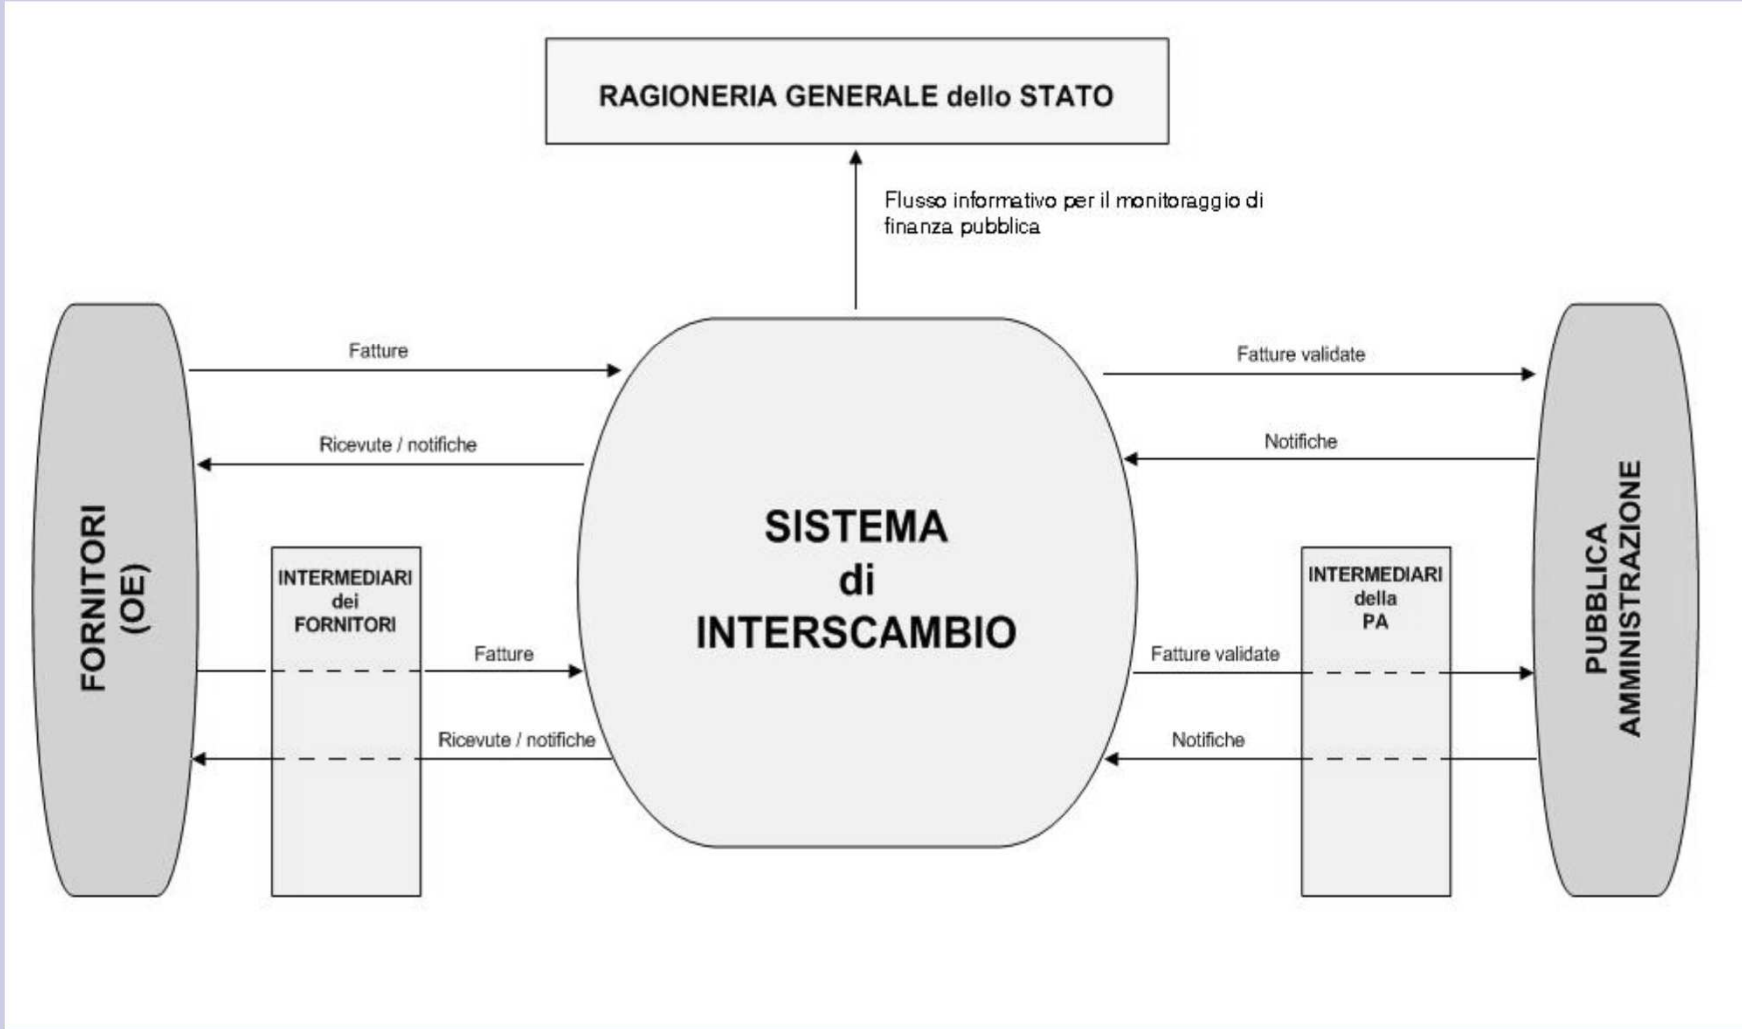 RAGIONERIA GENERALE dello STATO
Flusso informativo per il monitoraggio di
finanza pubblica
Fatture
Fatture validate
Ricevute / notifiche
Notifiche
FORNITORI
(OE)
INTERMEDIARI
dei
FORNITORI
SISTEMA
di
INTERSCAMBIO
INTERMEDIARI
della
PA
PUBBLICA
AMMINISTRAZIONE
Fatture
Fatture validate
Ricevute / notifiche
Notifiche